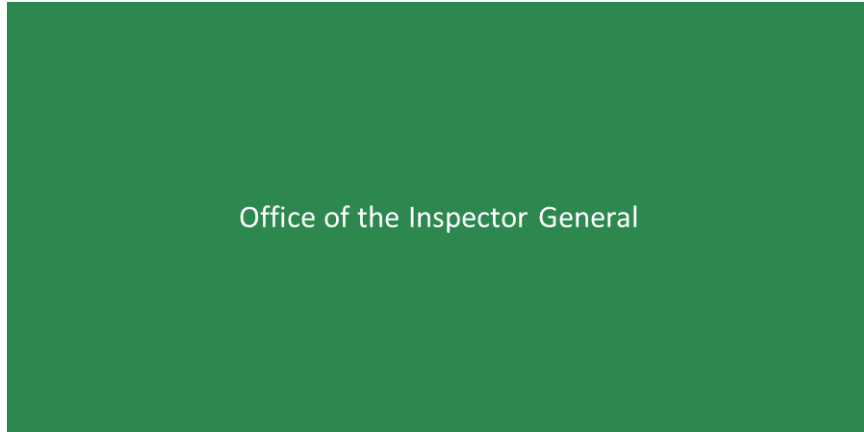 Office of the Inspector General